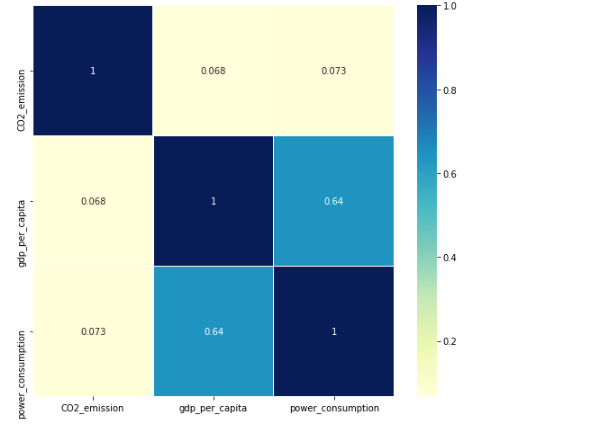 CO2_emission
gdp_per_capita
power_consumption
1
0.068
0.073
0.068
1
0.64
0.073
0.64
1
CO2_emission
gdp_per_capita
power_consumption
1.0
0.8
0.6
0.4
0.2